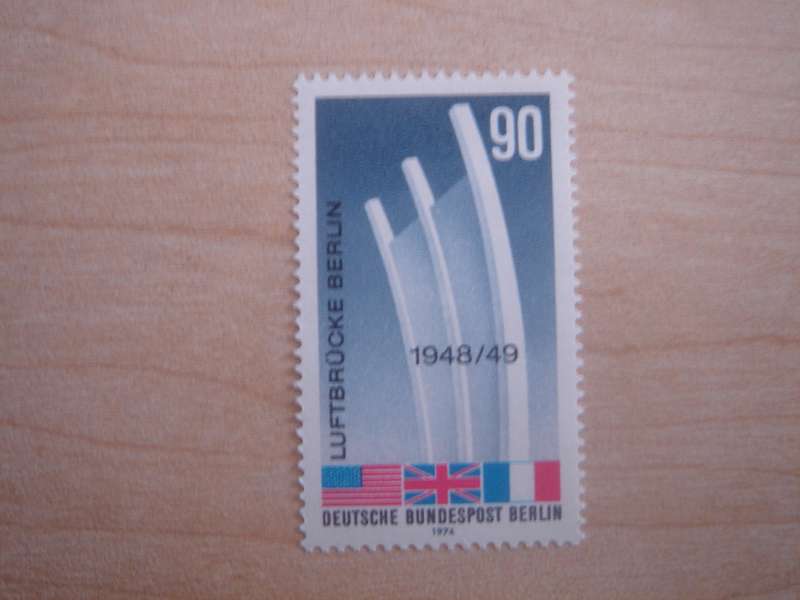 90
LUFTBRÜCKE BERLIN
1948/49
DEUTSCHE BUNDESPOST BERLIN
1974